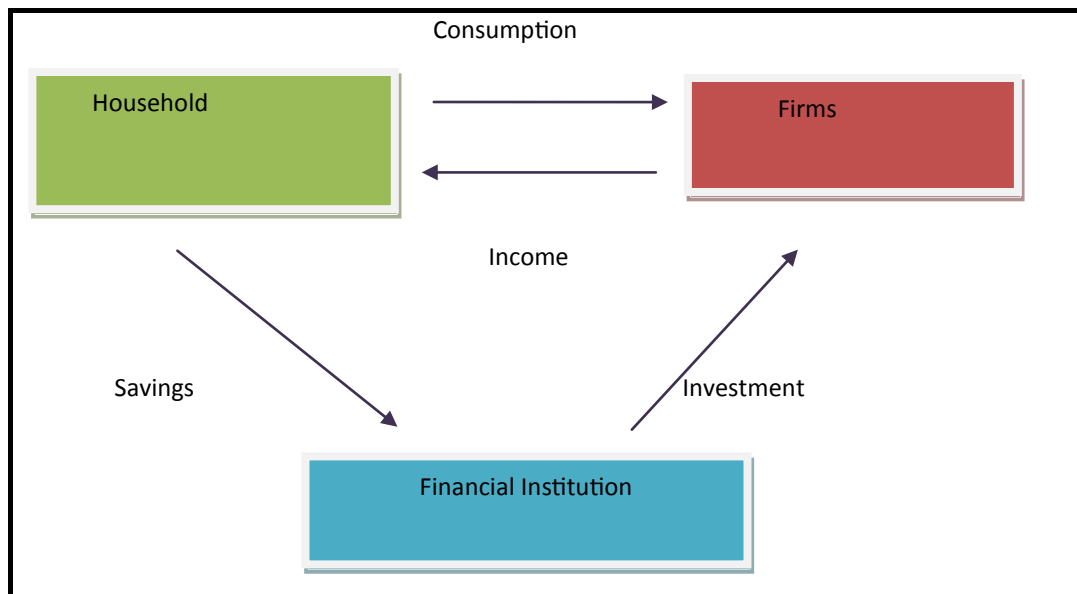 Consumption
Household
Firms
Income
Savings
Investment
Financial Institution